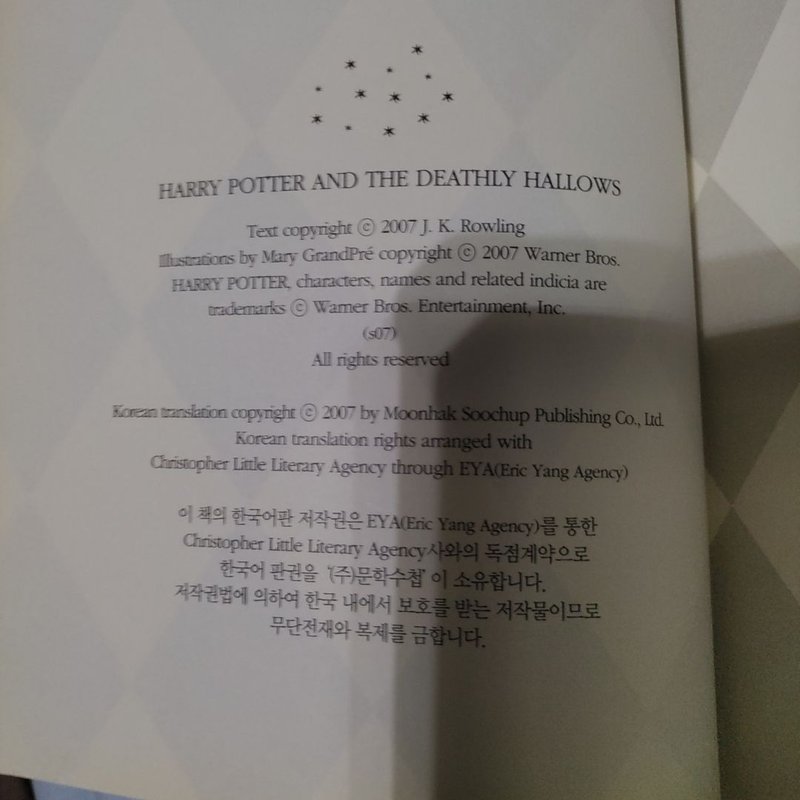 HARRY POTTER AND THE DEATHLY HALLOWS
Text copyright ⓒ 2007 J. K. Rowling
Illustrations by Mary GrandPré copyright ⓒ 2007 Warner Bros.
HARRY POTTER, characters, names and related indicia are
trademarks ⓒ Warner Bros. Entertainment, Inc.
(s07)
All rights reserved
Korean translation copyright ⓒ 2007 by Moonhak Soochup Publishing Co., Ltd.
Korean translation rights arranged with
Christopher Little Literary Agency through EYA(Eric Yang Agency)
이 책의 한국어판 저작권은 EYA(Eric Yang Agency)를 통한
Christopher Little Literary Agency사와의 독점계약으로
한국어 판권을 '(주)문학수첩'이 소유합니다.
저작권법에 의하여 한국 내에서 보호를 받는 저작물이므로
무단전재와 복제를 금합니다.